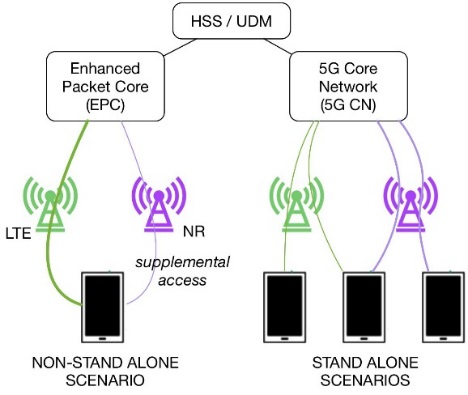 HSS / UDM
Enhanced
Packet Core
(EPC)
5G Core
Network
(5G CN)
LTE
NR
supplemental
access
NON-STAND ALONE
SCENARIO
STAND ALONE
SCENARIOS